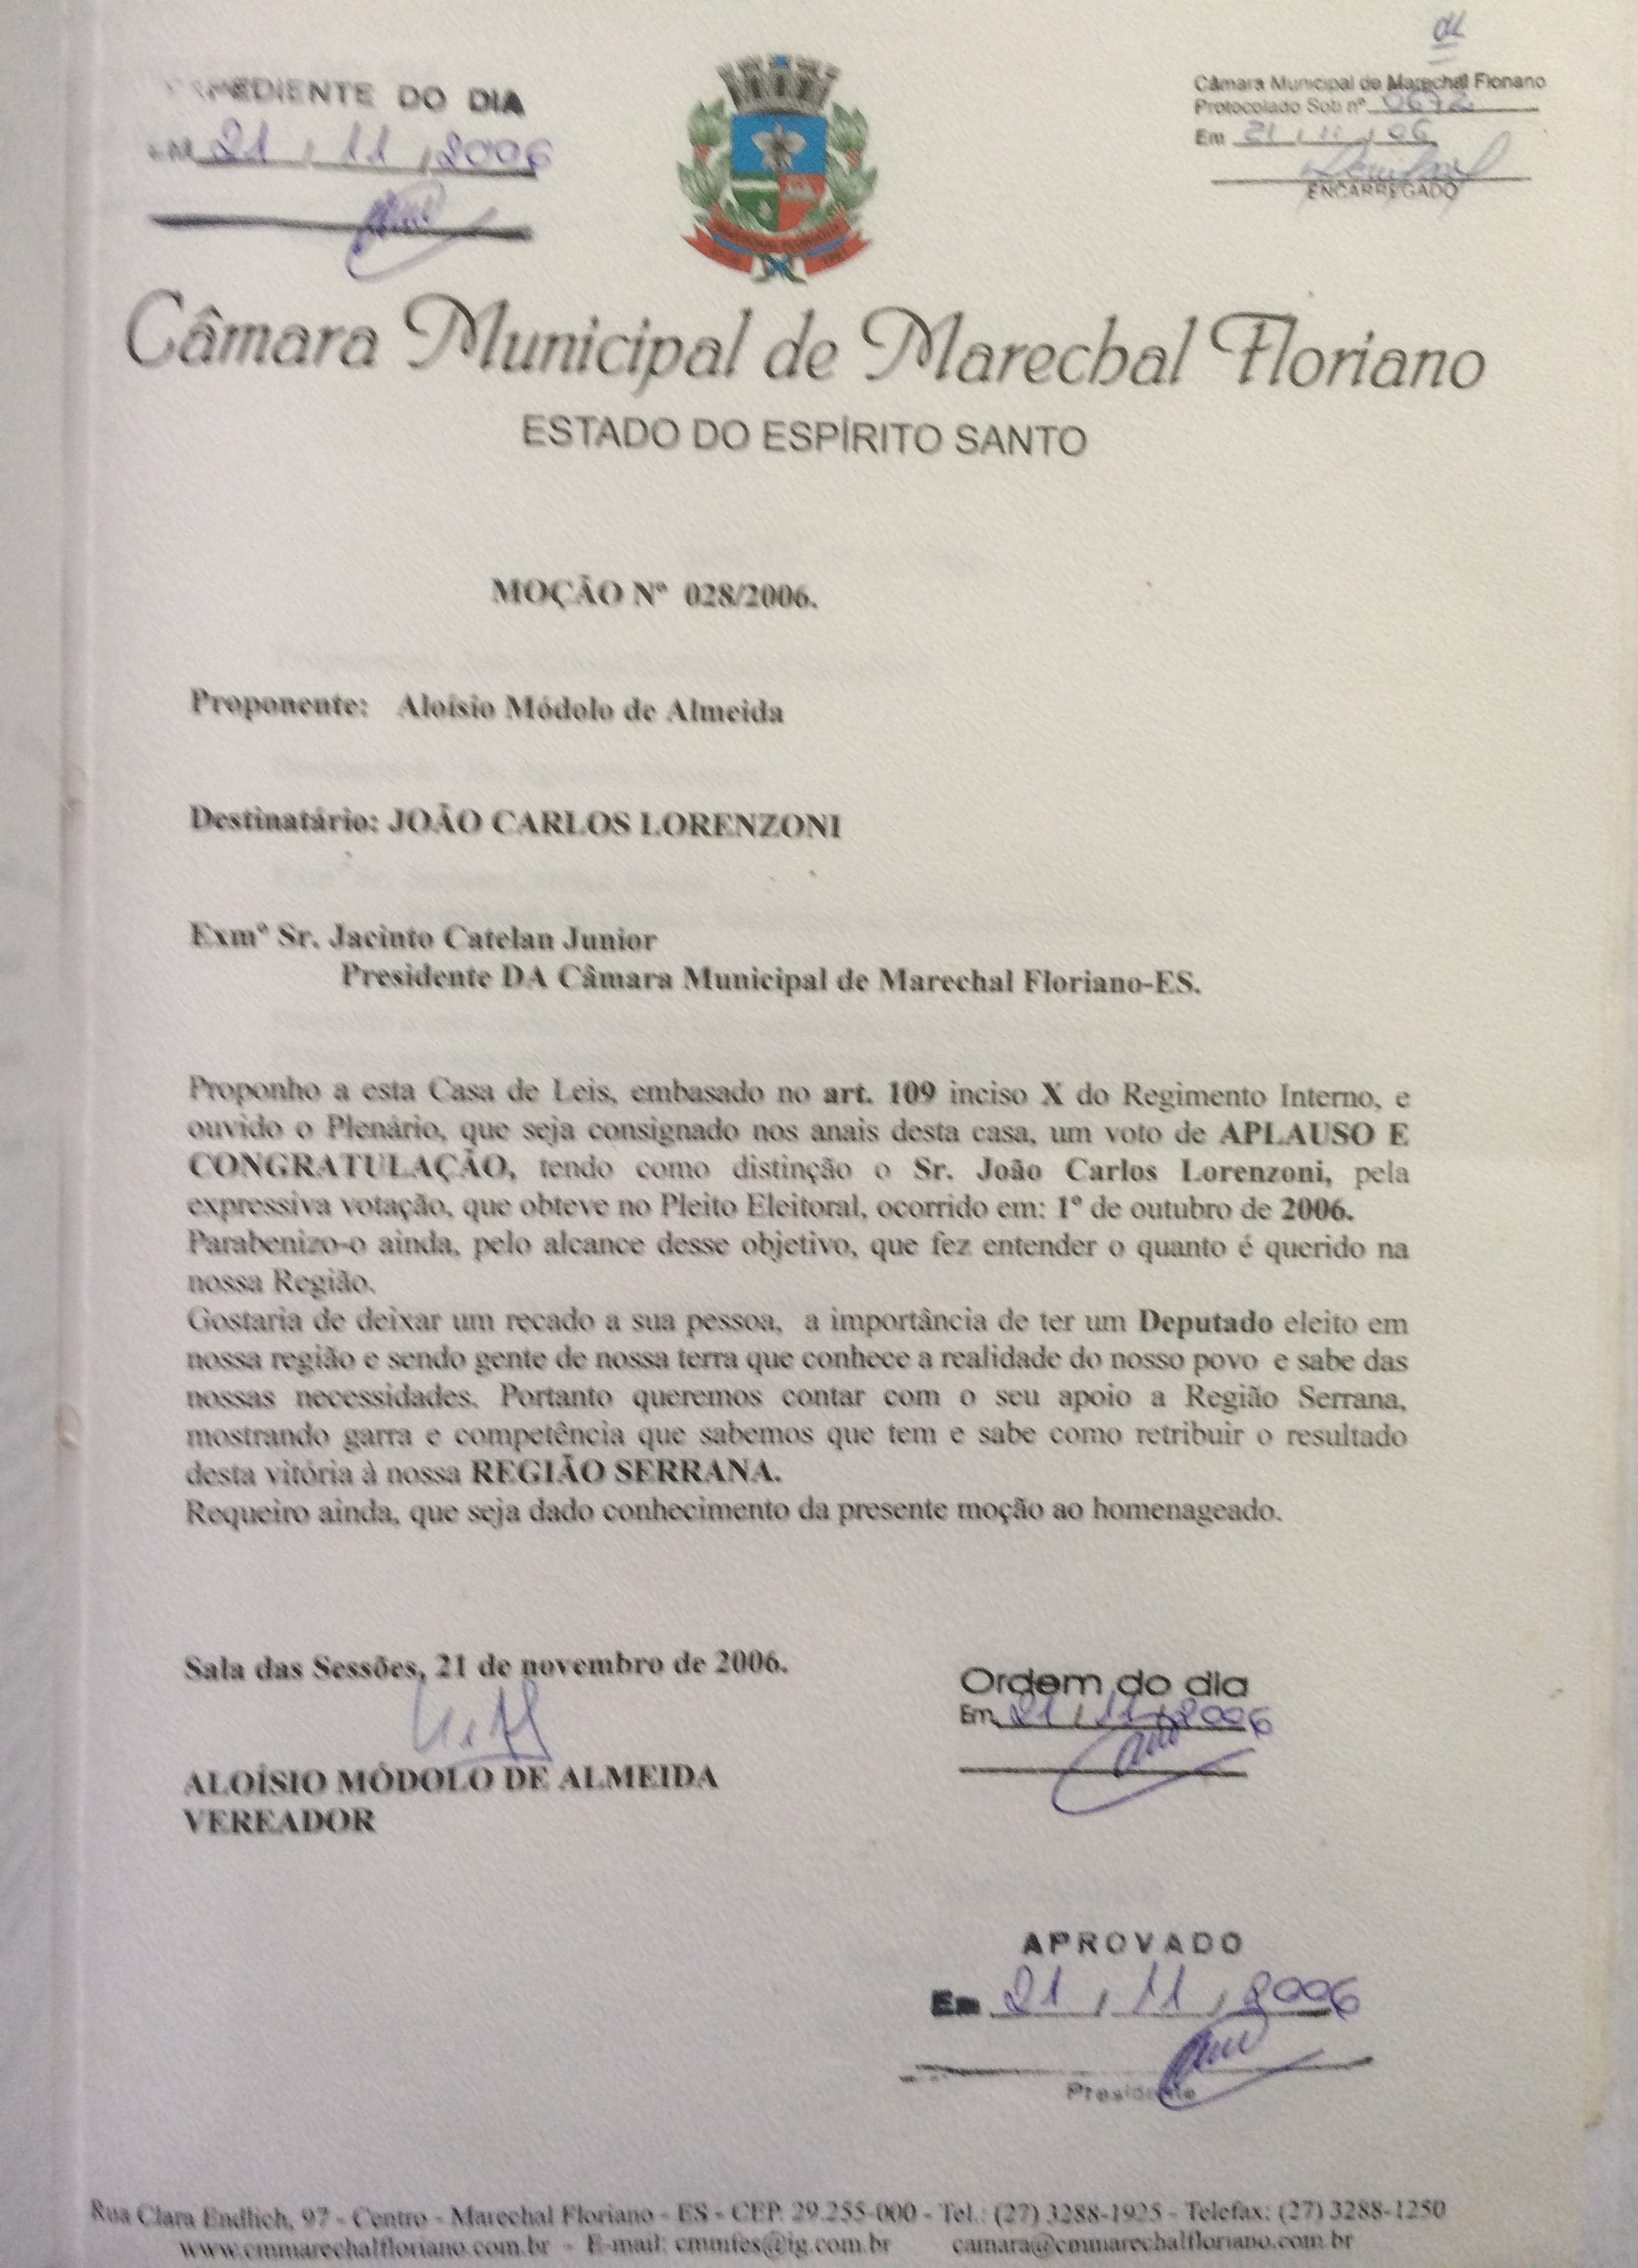 EXPEDIENTE DO DIA
EM 21 / 11 / 2006
Câmara Municipal de Marechal Floriano
Protocolado Sob nº 0672
Em 21 / 11 / 06
ENCARREGADO
Câmara Municipal de Marechal Floriano
ESTADO DO ESPÍRITO SANTO
MOÇÃO Nº 028/2006.
Proponente: Aloísio Módolo de Almeida
Destinatário: JOÃO CARLOS LORENZONI
Exmº Sr. Jacinto Catelan Junior
Presidente DA Câmara Municipal de Marechal Floriano-ES.
Proponho a esta Casa de Leis, embasado no art. 109 inciso X do Regimento Interno, e
ouvido o Plenário, que seja consignado nos anais desta casa, um voto de APLAUSO E
CONGRATULAÇÃO, tendo como distinção o Sr. João Carlos Lorenzoni, pela
expressiva votação, que obteve no Pleito Eleitoral, ocorrido em: 1º de outubro de 2006.
Parabenizo-o ainda, pelo alcance desse objetivo, que fez entender o quanto é querido na
nossa Região.
Gostaria de deixar um recado a sua pessoa, a importância de ter um Deputado eleito em
nossa região e sendo gente de nossa terra que conhece a realidade do nosso povo e sabe das
nossas necessidades. Portanto queremos contar com o seu apoio a Região Serrana,
mostrando garra e competência que sabemos que tem e sabe como retribuir o resultado
desta vitória à nossa REGIÃO SERRANA.
Requeiro ainda, que seja dado conhecimento da presente moção ao homenageado.
Sala das Sessões, 21 de novembro de 2006.
Ordem do dia
Em 21 / 11 / 2006
ALOÍSIO MÓDOLO DE ALMEIDA
VEREADOR
APROVADO
Em 21 / 11 / 2006
Presidente
Rua Clara Endlich, 97 - Centro - Marechal Floriano - ES - CEP. 29.255-000 - Tel.: (27) 3288-1925 - Telefax: (27) 3288-1250
www.cmmarechalfloriano.com.br - E-mail: cmmfes@ig.com.br camara@cmmarechalfloriano.com.br